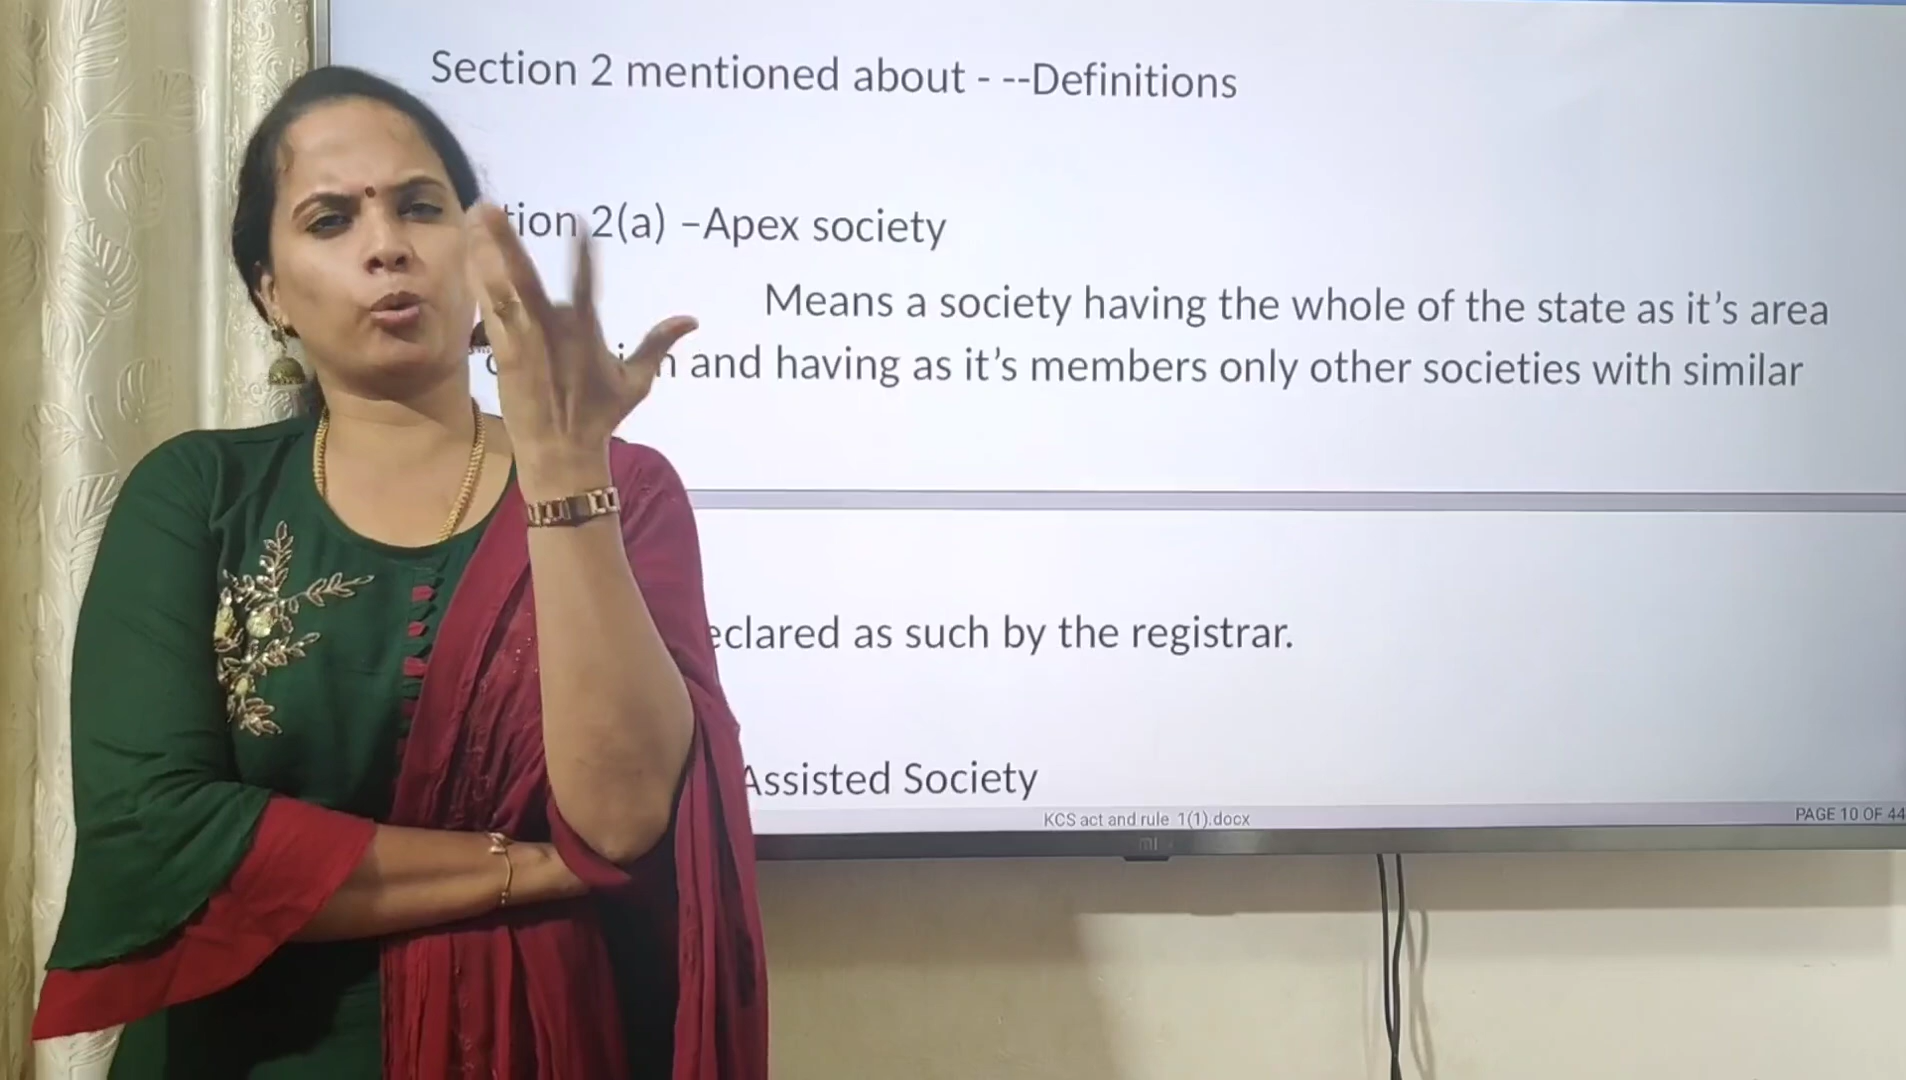 Section 2 mentioned about - --Definitions
2(a) –Apex society
Means a society having the whole of the state as it’s area
and having as it’s members only other societies with similar
as such by the registrar.
Assisted Society
KCS act and rule 1(1).docx
PAGE 10 OF 44
mi